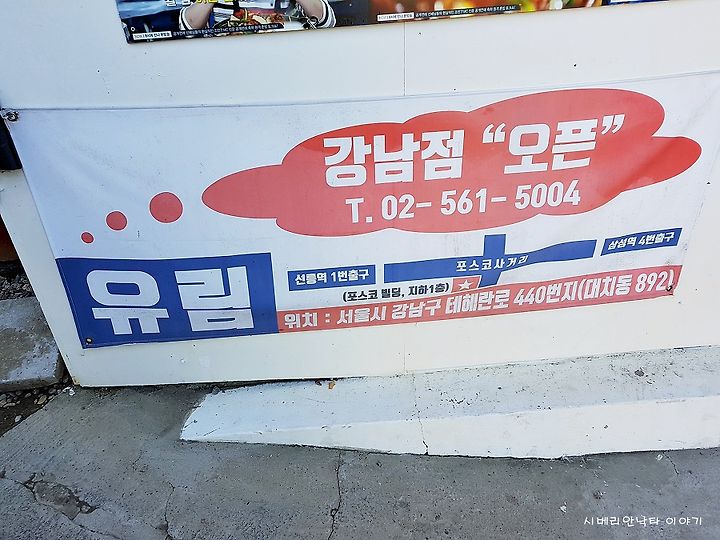 강남점 “오픈”
T. 02- 561- 5004
선릉역 1번출구
포스코사거리
삼성역 4번출구
(포스코 빌딩, 지하1층)
유림
위치 : 서울시 강남구 테헤란로 440번지(대치동 892)
시베리안낙타 이야기